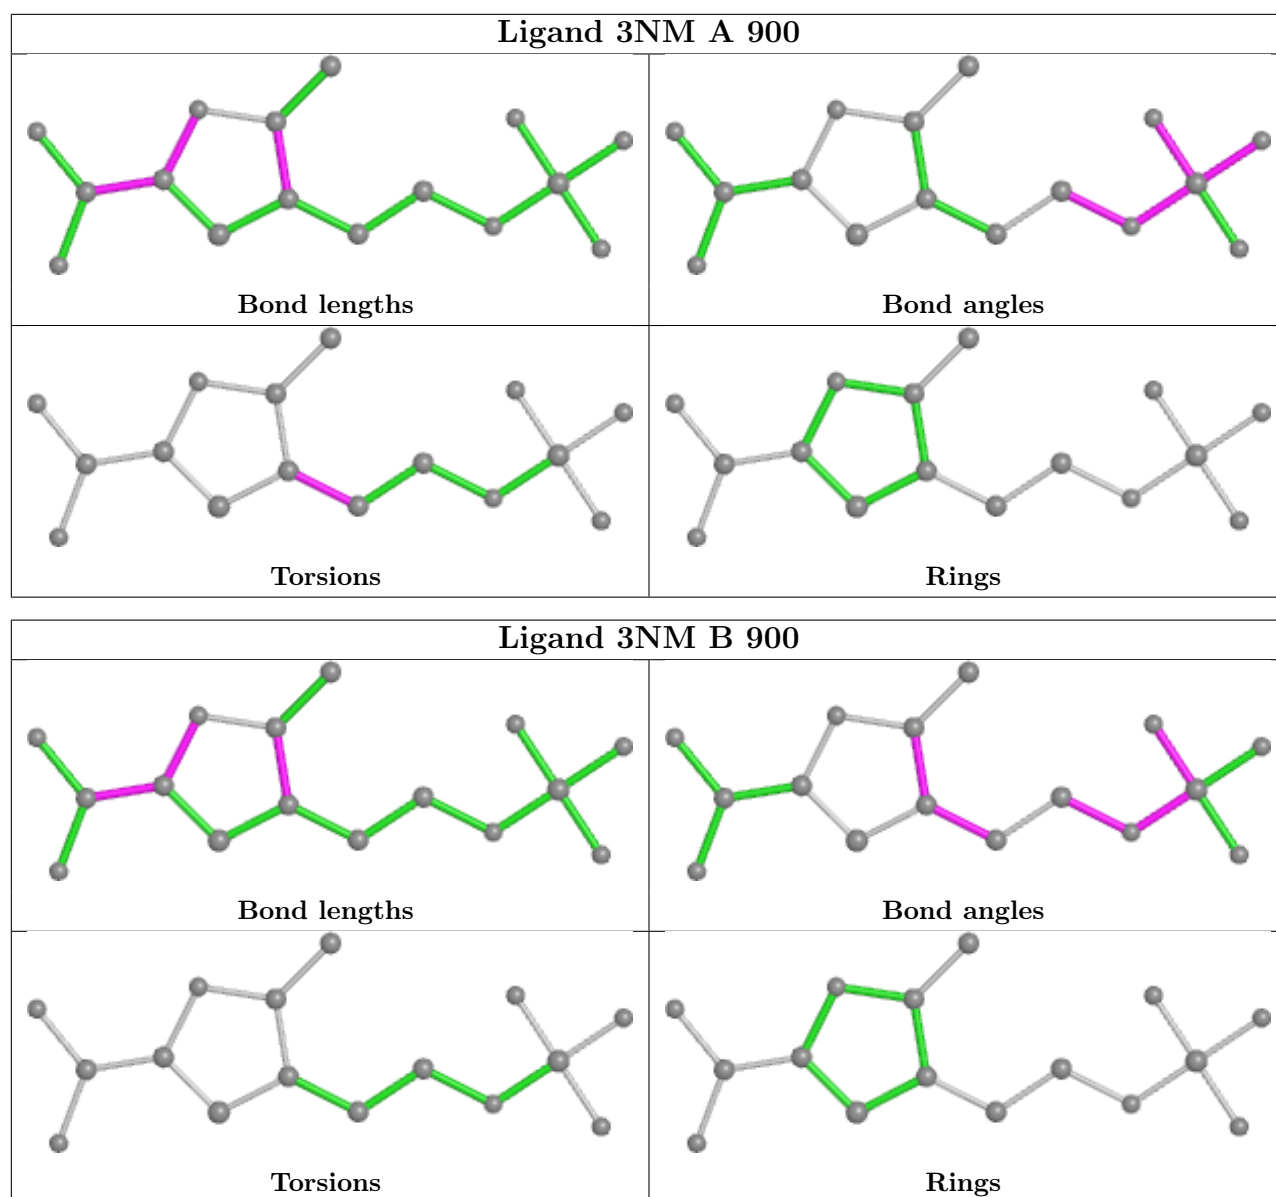 Ligand 3NM A 900
Bond lengths
Bond angles
Torsions
Rings
Ligand 3NM B 900
Bond lengths
Bond angles
Torsions
Rings